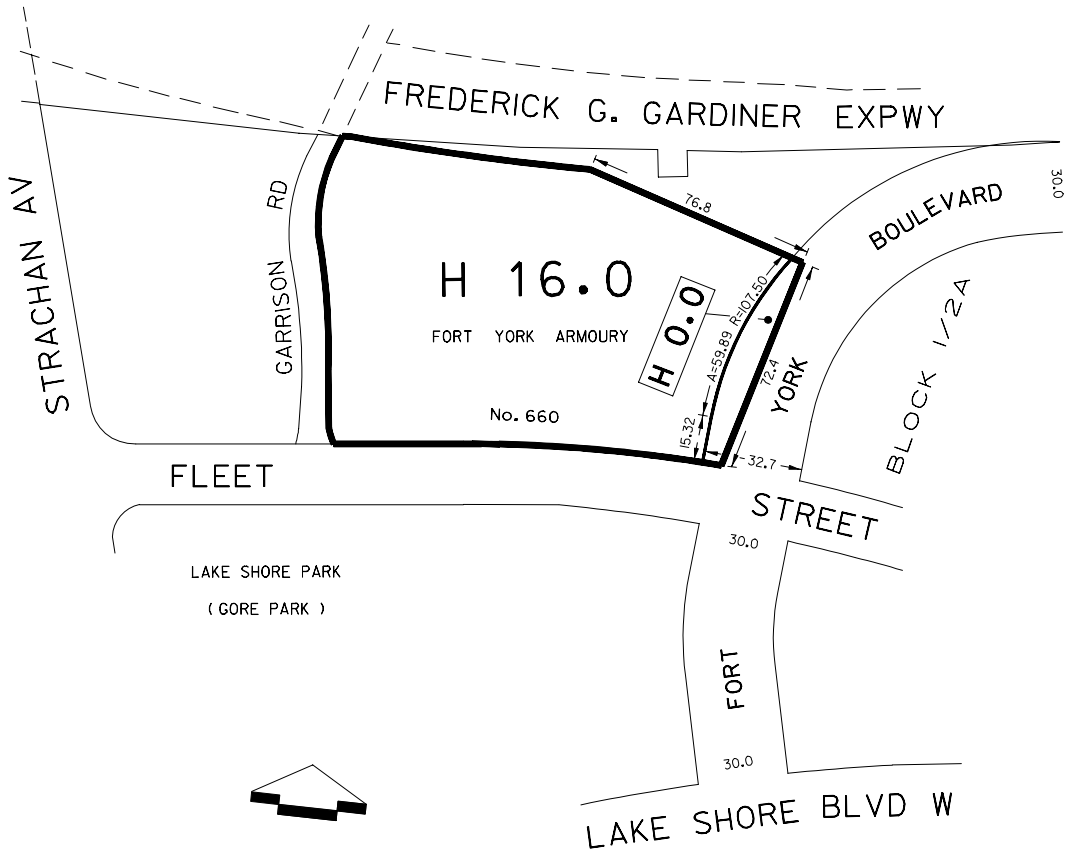 FREDERICK G. GARDINER EXPWY
STRACHAN AV
GARRISON RD
76.8
BOULEVARD
30.0
H 16.0
FORT YORK ARMOURY
H 0.0
A=59.89 R=107.50
72.4
YORK
BLOCK 1/2A
No. 660
15.32
32.7
FLEET
STREET
30.0
LAKE SHORE PARK
( GORE PARK )
FORT
30.0
LAKE SHORE BLVD W